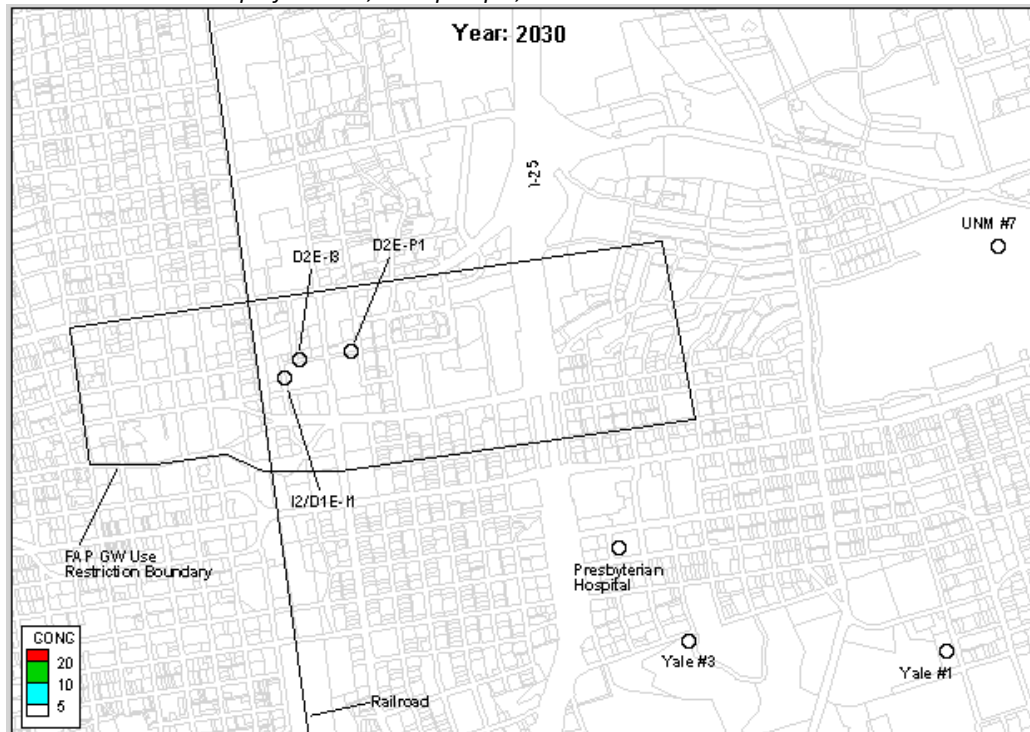 Year: 2030
I-25
UNM #7
D2E-P1
D2E-I3
I2/D1E-I1
FAP GW Use
Restriction Boundary
Presbyterian
Hospital
CONC
20
10
5
Yale #3
Yale #1
Railroad